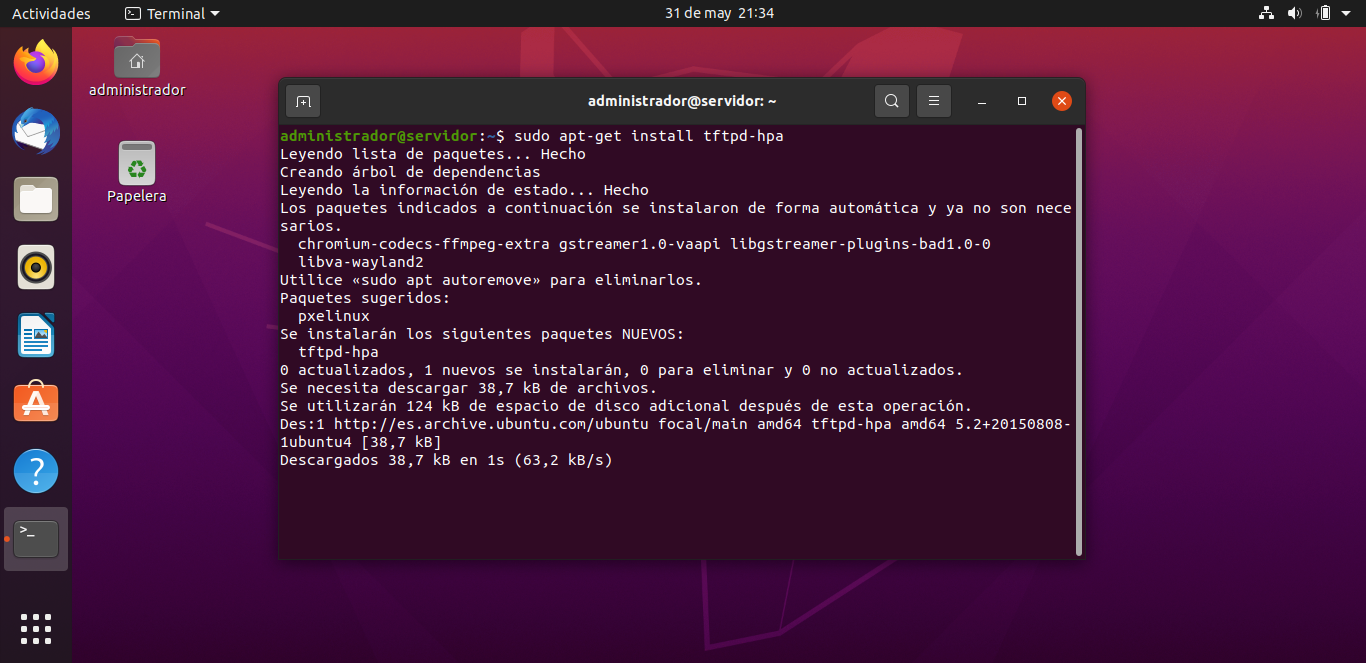 Actividades
Terminal
31 de may 21:34
administrador
Papelera
administrador@servidor: ~
administrador@servidor:~$ sudo apt-get install tftpd-hpa
Leyendo lista de paquetes... Hecho
Creando árbol de dependencias
Leyendo la información de estado... Hecho
Los paquetes indicados a continuación se instalaron de forma automática y ya no son nece
sarios.
  chromium-codecs-ffmpeg-extra gstreamer1.0-vaapi libgstreamer-plugins-bad1.0-0
  libva-wayland2
Utilice «sudo apt autoremove» para eliminarlos.
Paquetes sugeridos:
  pxelinux
Se instalarán los siguientes paquetes NUEVOS:
  tftpd-hpa
0 actualizados, 1 nuevos se instalarán, 0 para eliminar y 0 no actualizados.
Se necesita descargar 38,7 kB de archivos.
Se utilizarán 124 kB de espacio de disco adicional después de esta operación.
Des:1 http://es.archive.ubuntu.com/ubuntu focal/main amd64 tftpd-hpa amd64 5.2+20150808-
1ubuntu4 [38,7 kB]
Descargados 38,7 kB en 1s (63,2 kB/s)